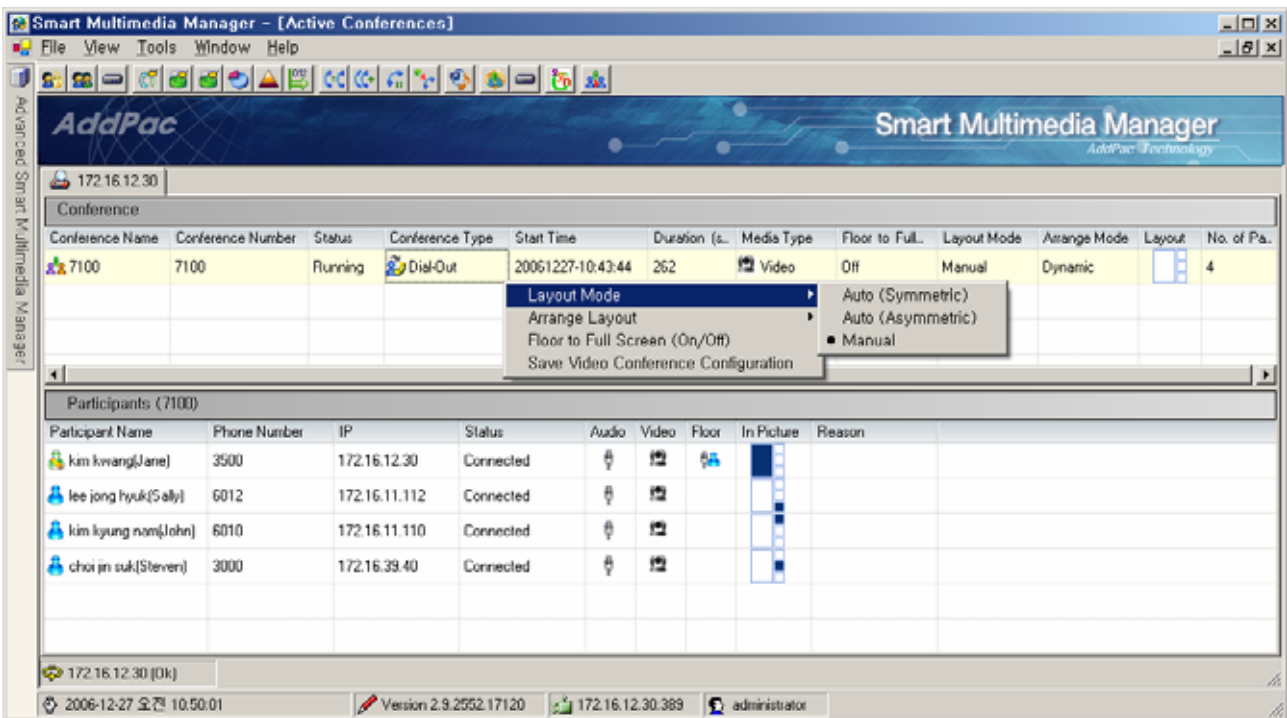 Smart Multimedia Manager - [Active Conferences]
File View Tools Window Help
Advanced Smart Multimedia Manager
AddPac
Smart Multimedia Manager
AddPac Technology
172.16.12.30
Conference
Conference Name Conference Number Status Conference Type Start Time Duration (s... Media Type Floor to Full... Layout Mode Arrange Mode Layout No. of Pa...
7100 7100 Running Dial-Out 20061227-10:43:44 262 Video Off Manual Dynamic 4
Layout Mode Auto (Symmetric)
Arrange Layout Auto (Asymmetric)
Floor to Full Screen (On/Off) Manual
Save Video Conference Configuration
Participants (7100)
Participant Name Phone Number IP Status Audio Video Floor In Picture Reason
kim kwang(Jane) 3500 172.16.12.30 Connected
lee jong hyuk(Sally) 6012 172.16.11.112 Connected
kim kyung nam(John) 6010 172.16.11.110 Connected
choi jin suk(Steven) 3000 172.16.39.40 Connected
172.16.12.30 (Ok)
2006-12-27 오전 10:50:01 Version 2.9.2552.17120 172.16.12.30.389 administrator